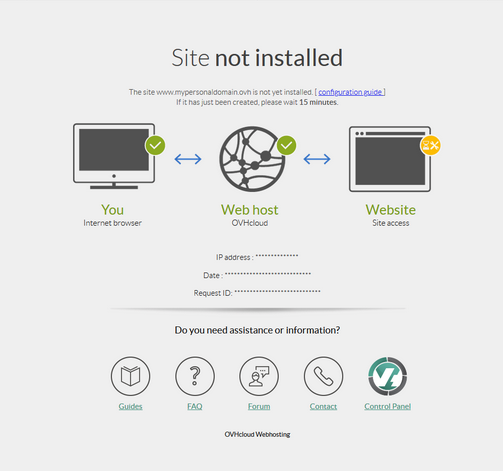 Site not installed
The site www.mypersonaldomain.ovh is not yet installed. [ configuration guide ]
If it has just been created, please wait 15 minutes.
You
Internet browser
Web host
OVHcloud
Website
Site access
IP address : **************
Date : ****************************
Request ID: ****************************
Do you need assistance or information?
Guides
FAQ
Forum
Contact
Control Panel
OVHcloud Webhosting